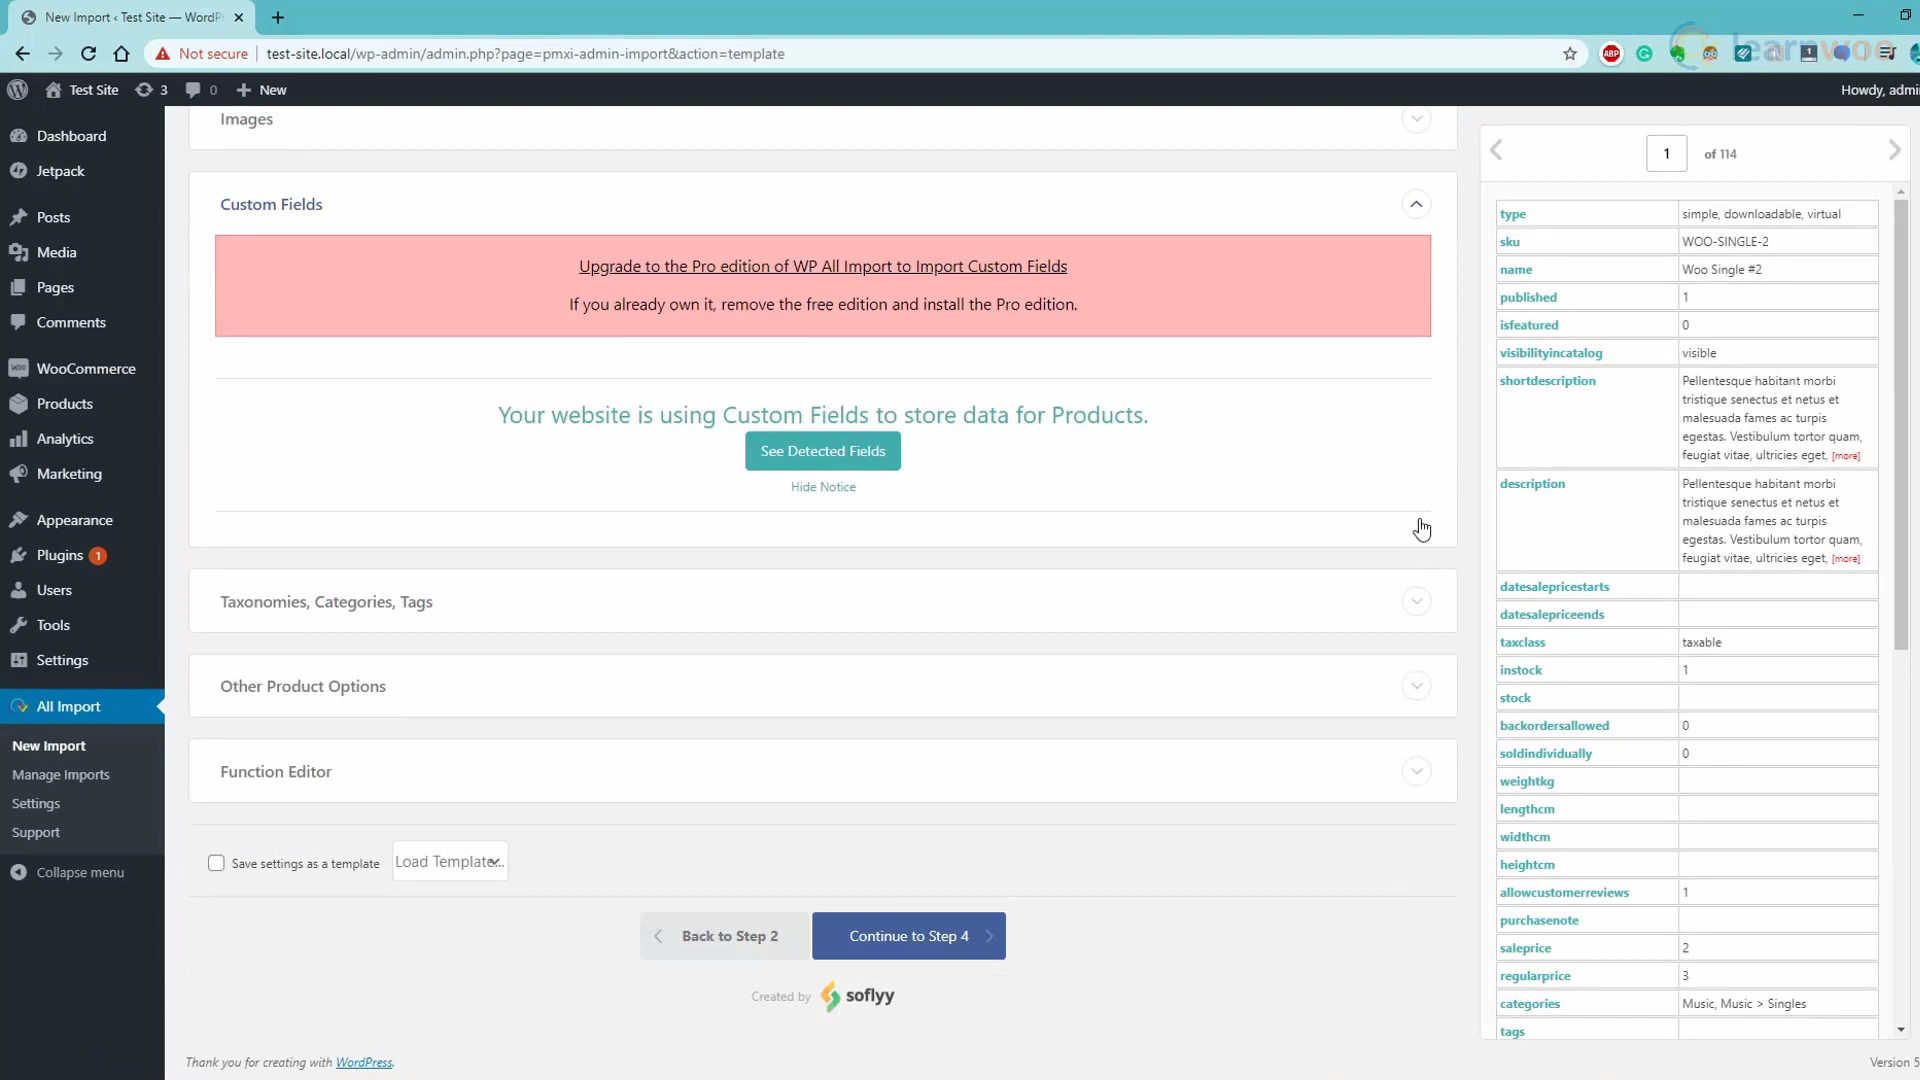 New Import ‹ Test Site — WordP
Not secure
test-site.local/wp-admin/admin.php?page=pmxi-admin-import&action=template
ABP
learnwoo
Test Site
3
0
New
Howdy, admi
Dashboard
Jetpack
Posts
Media
Pages
Comments
WooCommerce
Products
Analytics
Marketing
Appearance
Plugins 1
Users
Tools
Settings
All Import
New Import
Manage Imports
Settings
Support
Collapse menu
Images
Custom Fields
Upgrade to the Pro edition of WP All Import to Import Custom Fields
If you already own it, remove the free edition and install the Pro edition.
Your website is using Custom Fields to store data for Products.
See Detected Fields
Hide Notice
Taxonomies, Categories, Tags
Other Product Options
Function Editor
Save settings as a template
Load Template...
Back to Step 2
Continue to Step 4
Created by soflyy
Thank you for creating with WordPress.
Version 5
1 of 114
type simple, downloadable, virtual
sku WOO-SINGLE-2
name Woo Single #2
published 1
isfeatured 0
visibilityincatalog visible
shortdescription Pellentesque habitant morbi
tristique senectus et netus et
malesuada fames ac turpis
egestas. Vestibulum tortor quam,
feugiat vitae, ultricies eget, [more]
description Pellentesque habitant morbi
tristique senectus et netus et
malesuada fames ac turpis
egestas. Vestibulum tortor quam,
feugiat vitae, ultricies eget, [more]
datesalepricestarts
datesalepriceends
taxclass taxable
instock 1
stock
backordersallowed 0
soldindividually 0
weightkg
lengthcm
widthcm
heightcm
allowcustomerreviews 1
purchasenote
saleprice 2
regularprice 3
categories Music, Music > Singles
tags